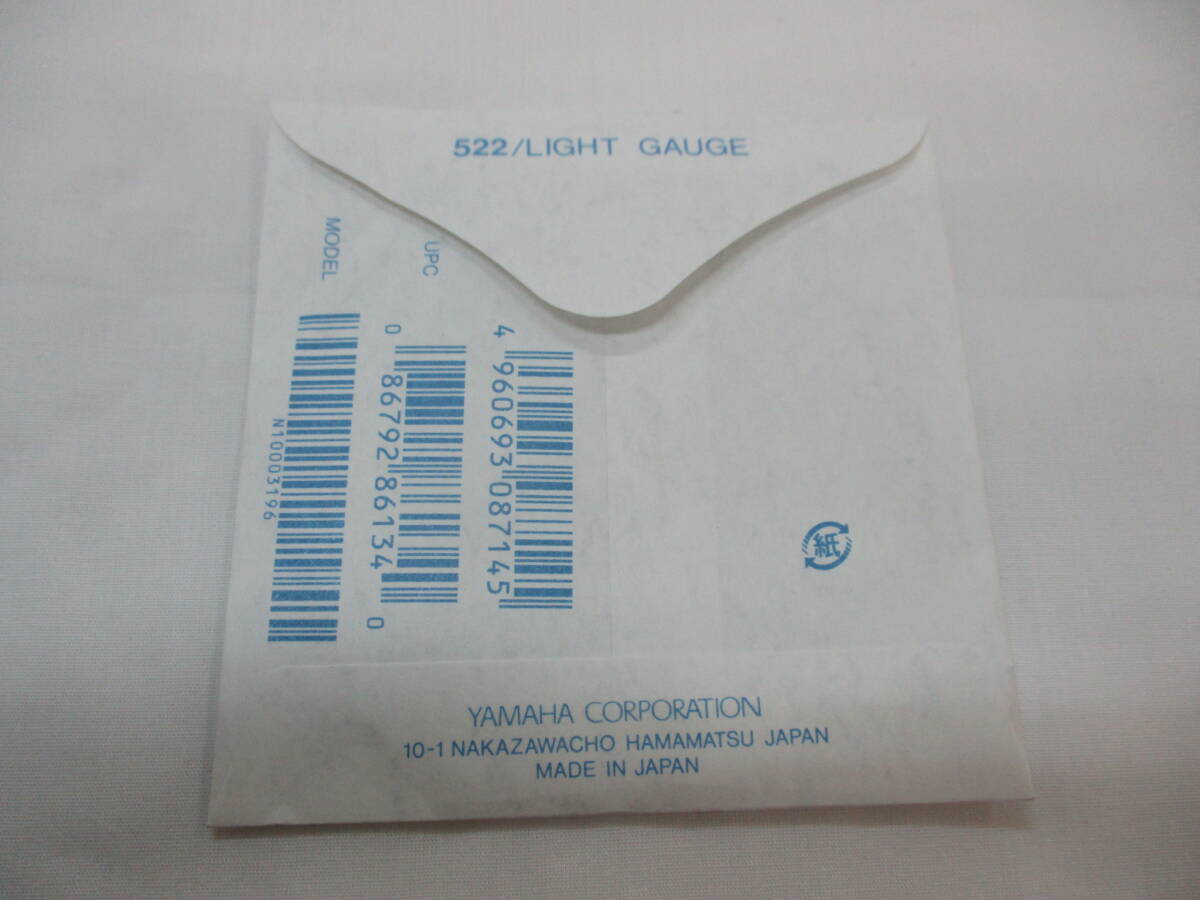 522/LIGHT GAUGE
MODEL
N10003196
UPC
0 86792 86134 0
4 960693 087145
紙
YAMAHA CORPORATION
10-1 NAKAZAWACHO HAMAMATSU JAPAN
MADE IN JAPAN